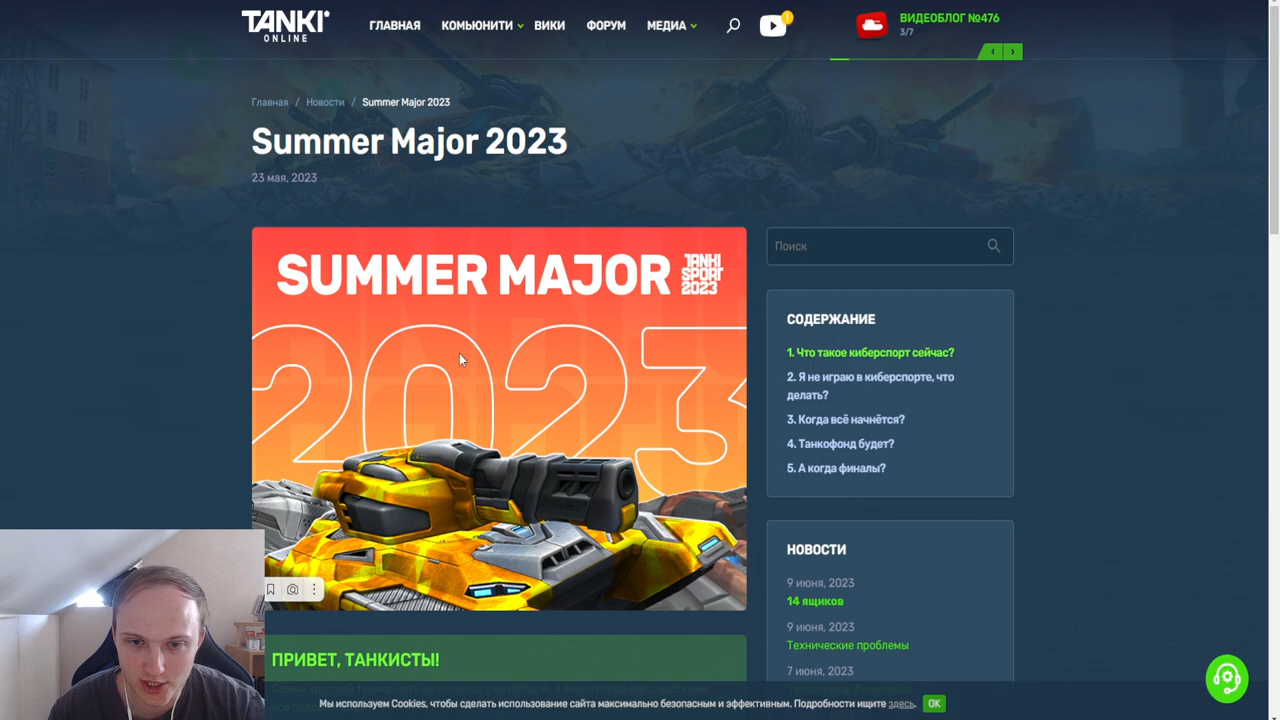 TANKI
ONLINE
ГЛАВНАЯ
КОМЬЮНИТИ
ВИКИ
ФОРУМ
МЕДИА
!
ВИДЕОБЛОГ №476
3/7
Главная / Новости / Summer Major 2023
Summer Major 2023
23 мая, 2023
SUMMER MAJOR
TANKI
SPORT
2023
2023
Поиск
СОДЕРЖАНИЕ
1. Что такое киберспорт сейчас?
2. Я не играю в киберспорте, что
делать?
3. Когда всё начнётся?
4. Танкофонд будет?
5. А когда финалы?
НОВОСТИ
9 июня, 2023
14 ящиков
9 июня, 2023
Технические проблемы
7 июня, 2023
ПРИВЕТ, ТАНКИСТЫ!
Мы используем Cookies, чтобы сделать использование сайта максимально безопасным и эффективным. Подробности ищите здесь.
OK